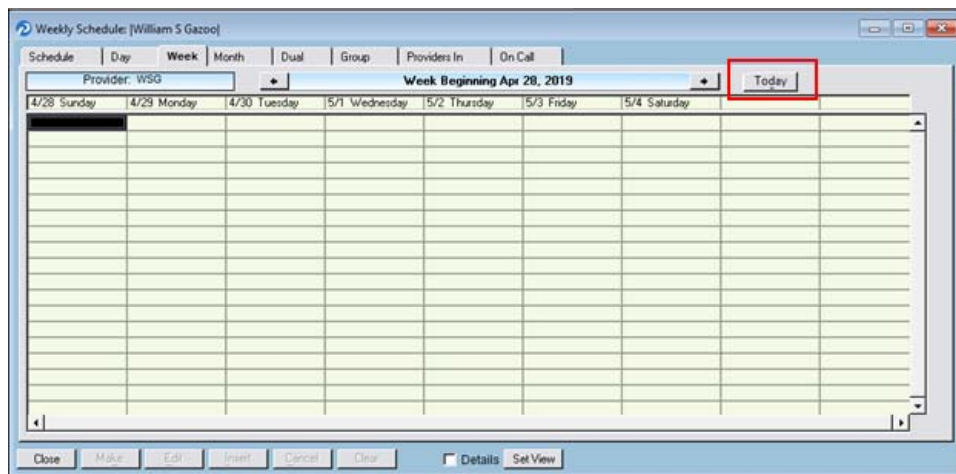 Weekly Schedule: |William S Gazoo|
Schedule Day Week Month Dual Group Providers In On Call
Provider: WSG Week Beginning Apr 28, 2019 Today
4/28 Sunday 4/29 Monday 4/30 Tuesday 5/1 Wednesday 5/2 Thursday 5/3 Friday 5/4 Saturday
Close Make Edit Insert Cancel Clear Details Set View